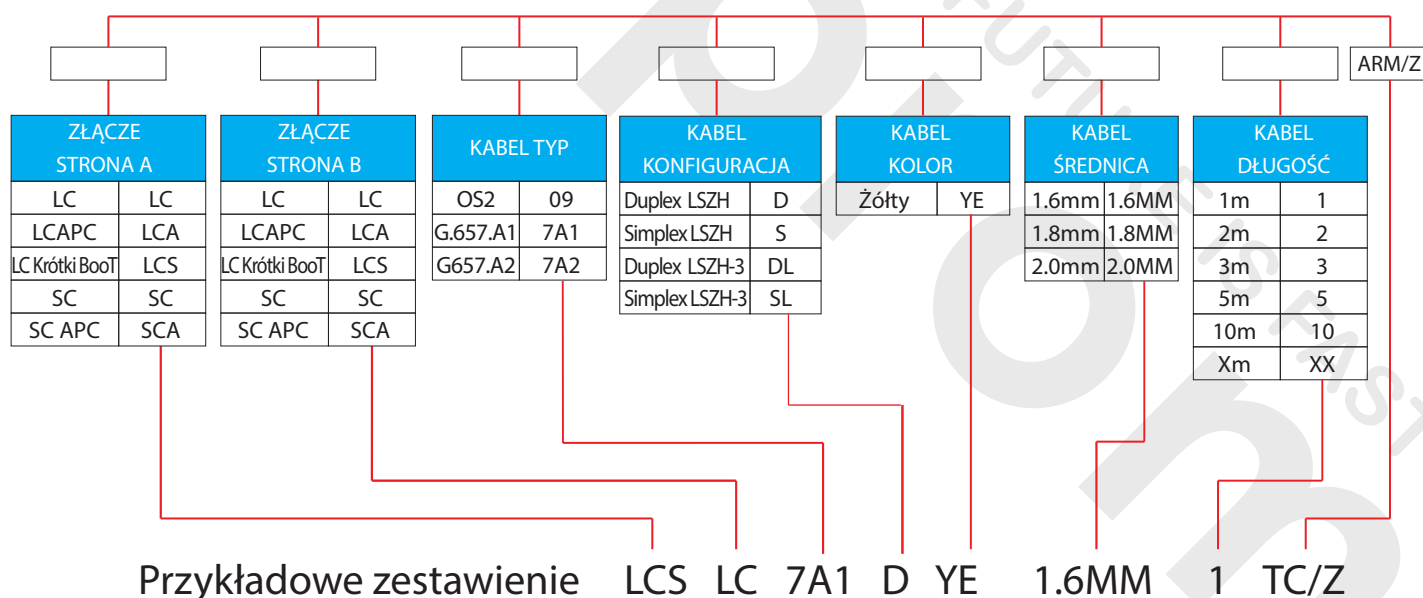 ARM/Z
ZŁĄCZE
STRONA A
LC LC
LCAPC LCA
LC Krótki BooT LCS
SC SC
SC APC SCA
ZŁĄCZE
STRONA B
LC LC
LCAPC LCA
LC Krótki BooT LCS
SC SC
SC APC SCA
KABEL TYP
OS2 09
G.657.A1 7A1
G657.A2 7A2
KABEL
KONFIGURACJA
Duplex LSZH D
Simplex LSZH S
Duplex LSZH-3 DL
Simplex LSZH-3 SL
KABEL
KOLOR
Żółty YE
KABEL
ŚREDNICA
1.6mm 1.6MM
1.8mm 1.8MM
2.0mm 2.0MM
KABEL
DŁUGOŚĆ
1m 1
2m 2
3m 3
5m 5
10m 10
Xm XX
Przykładowe zestawienie LCS LC 7A1 D YE 1.6MM 1 TC/Z